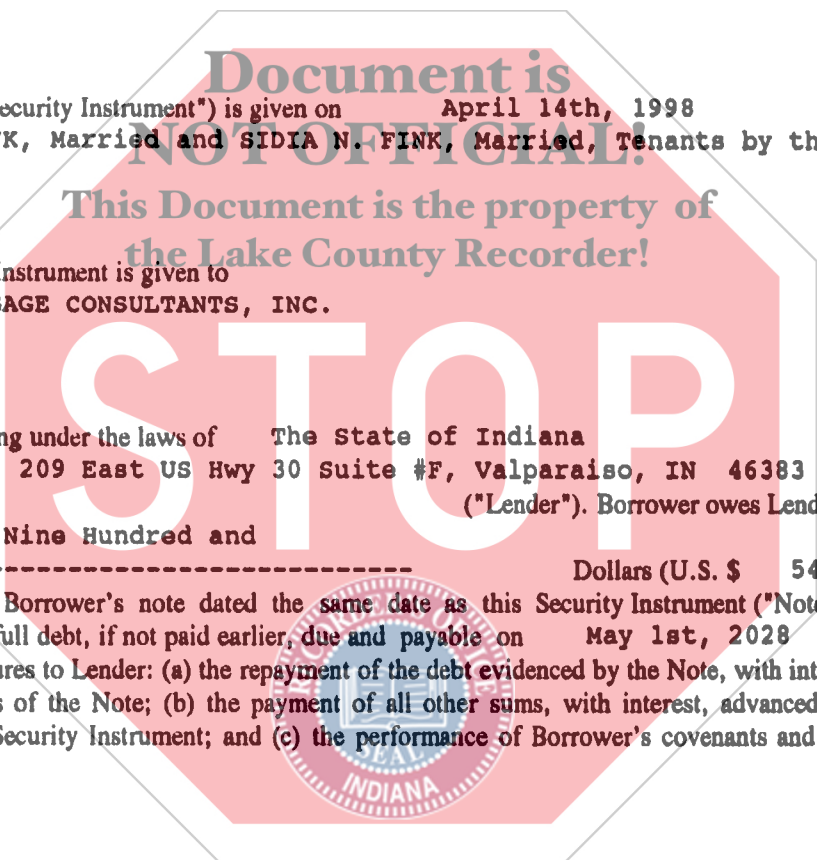 Document is
ecurity Instrument") is given on April 14th, 1998
K, Married and SIDIA N. FINK, Married, Tenants by th
NOT OFFICIAL!
This Document is the property of
the Lake County Recorder!
nstrument is given to
GAGE CONSULTANTS, INC.
STOP
ng under the laws of The State of Indiana
209 East US Hwy 30 Suite #F, Valparaiso, IN 46383
("Lender"). Borrower owes Lend
Nine Hundred and
------------------------------ Dollars (U.S. $ 54
Borrower's note dated the same date as this Security Instrument ("Note
full debt, if not paid earlier, due and payable on May 1st, 2028
ures to Lender: (a) the repayment of the debt evidenced by the Note, with int
s of the Note; (b) the payment of all other sums, with interest, advanced
Security Instrument; and (c) the performance of Borrower's covenants and
RECORDER'S OFFICE
SEAL
INDIANA